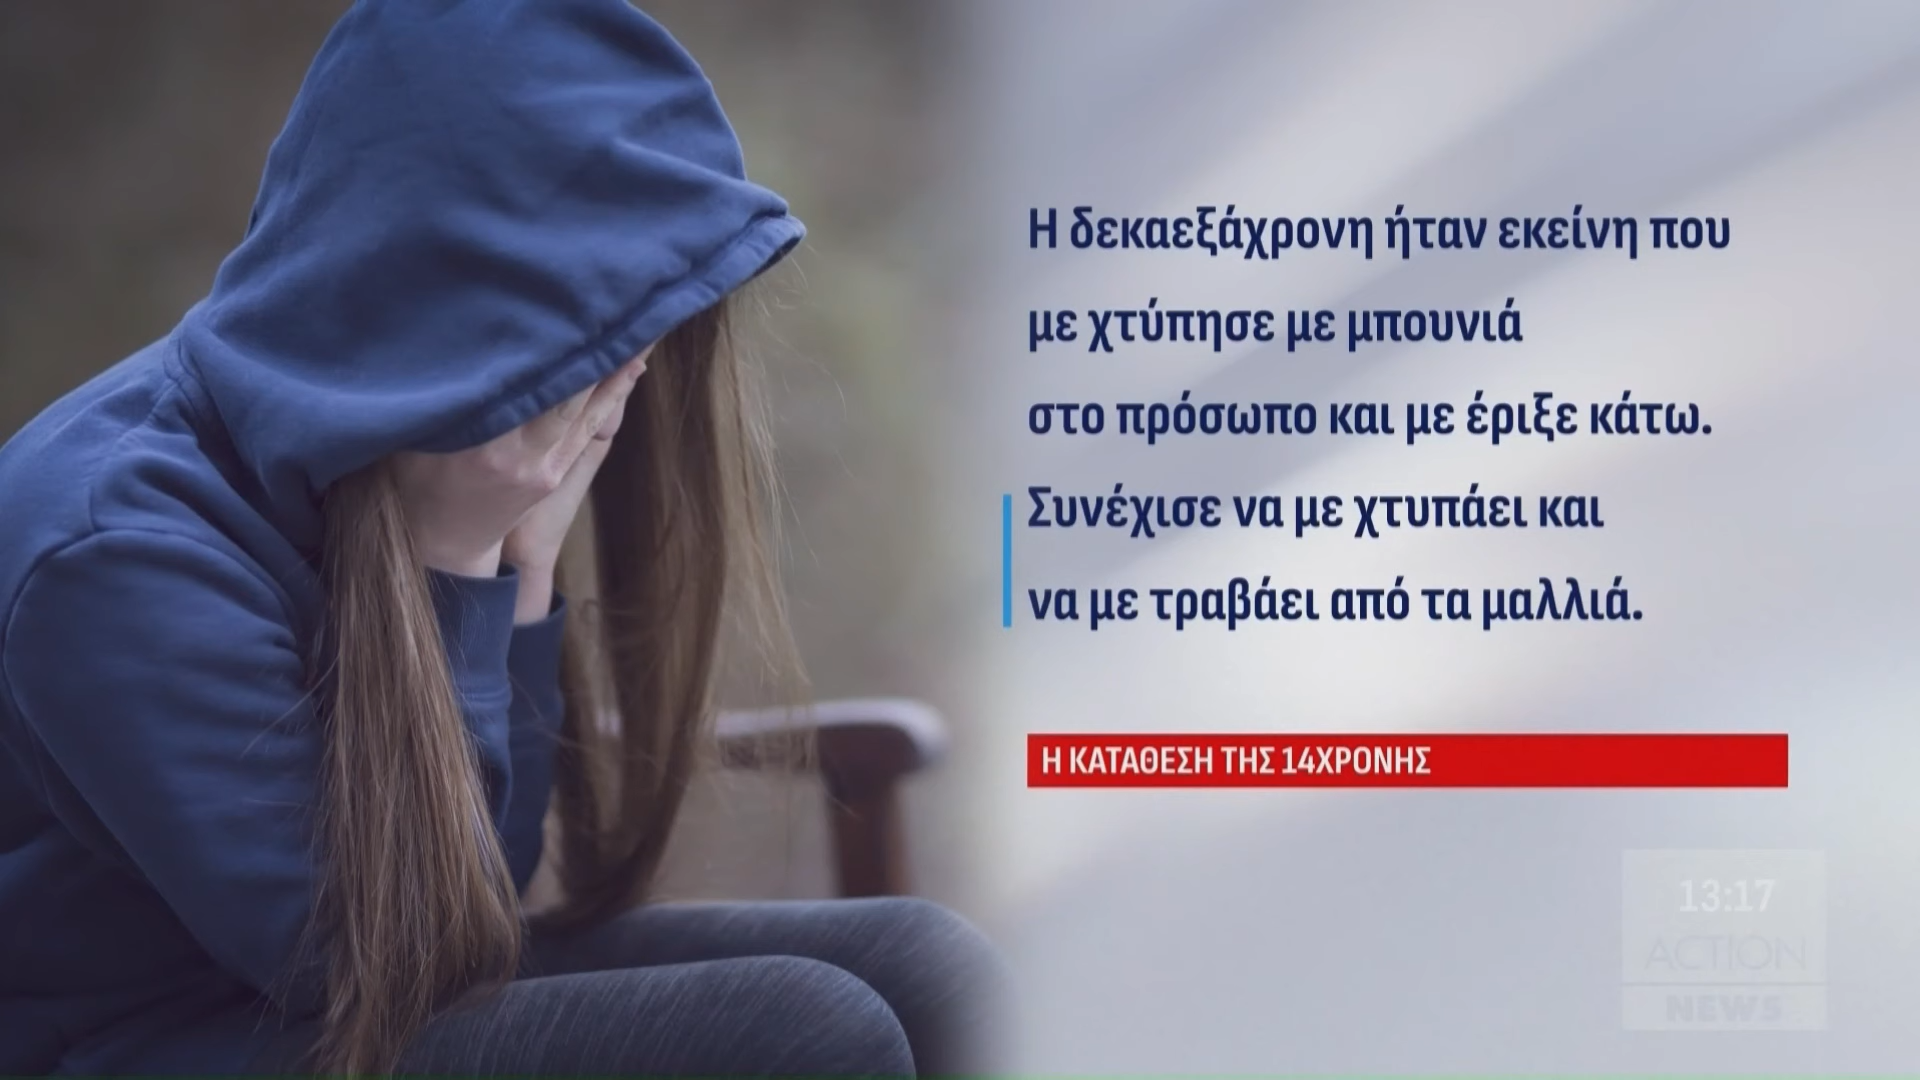 Η δεκαεξάχρονη ήταν εκείνη που
με χτύπησε με μπουνιά
στο πρόσωπο και με έριξε κάτω.
Συνέχισε να με χτυπάει και
να με τραβάει από τα μαλλιά.
Η ΚΑΤΑΘΕΣΗ ΤΗΣ 14ΧΡΟΝΗΣ
13:17
ACTION
NEWS